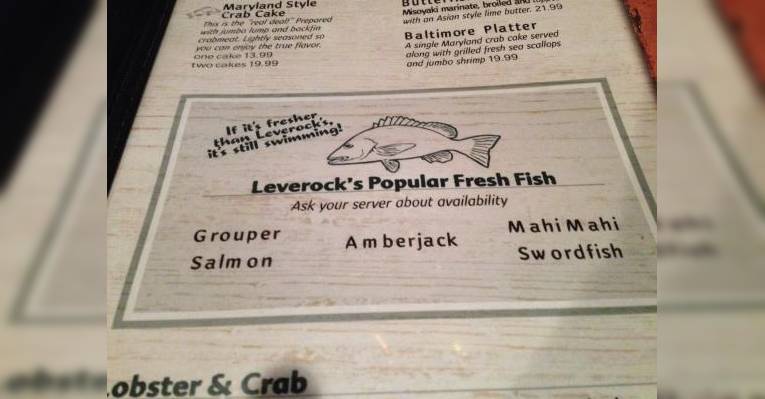 Maryland Style
Crab Cake
This is the "real deal!" Prepared
with jumbo lump and backfin
crabmeat. Lightly seasoned so
you can enjoy the true flavor.
one cake 13.99
two cakes 19.99
Misoyaki marinate, broiled and
with an Asian style lime butter. 21.99
Baltimore Platter
A single Maryland crab cake served
along with grilled fresh sea scallops
and jumbo shrimp 19.99
If it's fresher
than Leverock's,
it's still swimming!
Leverock's Popular Fresh Fish
Ask your server about availability
Grouper
Salmon
Amberjack
Mahi Mahi
Swordfish
obster & Crab